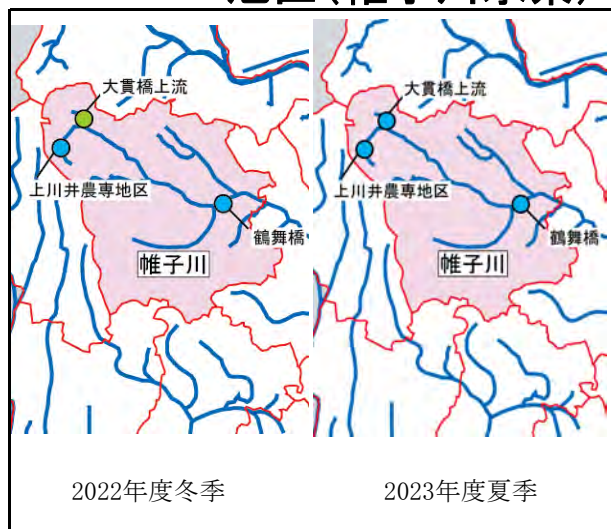 大貫橋上流
上川井農専地区
鶴舞橋
帷子川
2022年度冬季
大貫橋上流
上川井農専地区
鶴舞橋
帷子川
2023年度夏季